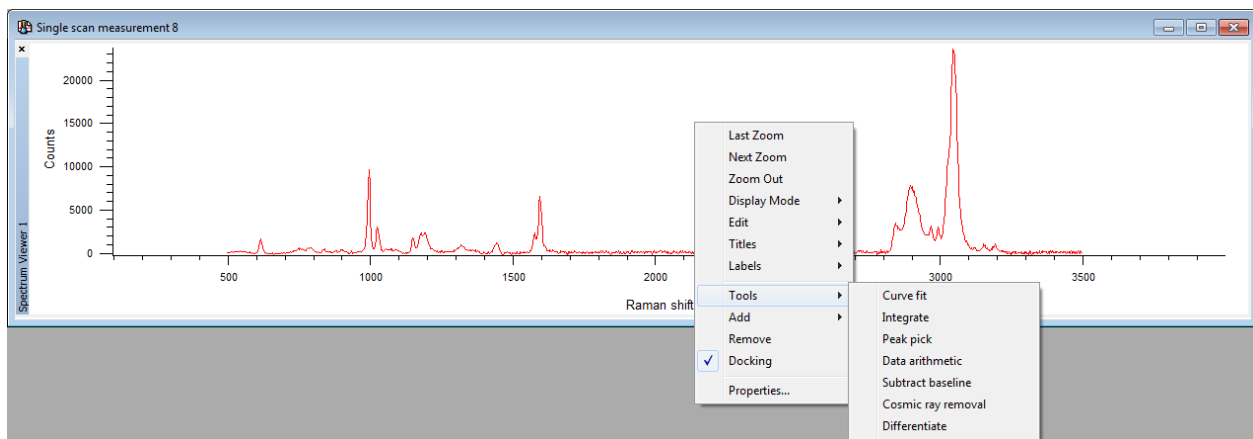 Single scan measurement 8
Spectrum Viewer 1
Counts
20000
15000
10000
5000
0
500
1000
1500
2000
3000
3500
Raman shift
Last Zoom
Next Zoom
Zoom Out
Display Mode
Edit
Titles
Labels
Tools
Add
Remove
Docking
Properties...
Curve fit
Integrate
Peak pick
Data arithmetic
Subtract baseline
Cosmic ray removal
Differentiate